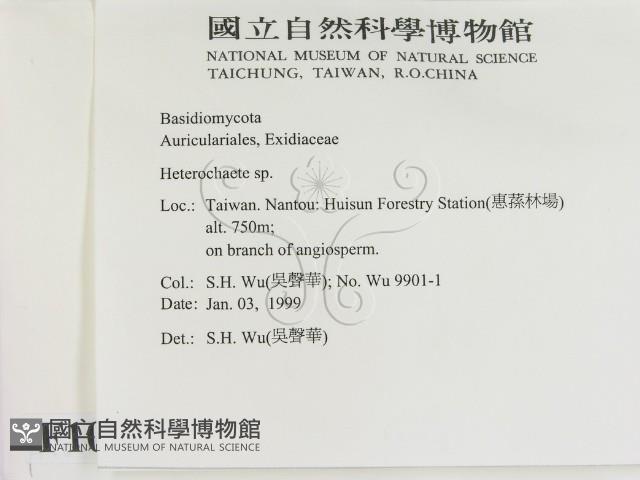 國立自然科學博物館
NATIONAL MUSEUM OF NATURAL SCIENCE
TAICHUNG, TAIWAN, R.O.CHINA
Basidiomycota
Auriculariales, Exidiaceae
Heterochaete sp.
Loc.: Taiwan. Nantou: Huisun Forestry Station(惠蓀林場)
alt. 750m;
on branch of angiosperm.
Col.: S.H. Wu(吳聲華); No. Wu 9901-1
Date: Jan. 03, 1999
Det.: S.H. Wu(吳聲華)
國立自然科學博物館
NATIONAL MUSEUM OF NATURAL SCIENCE